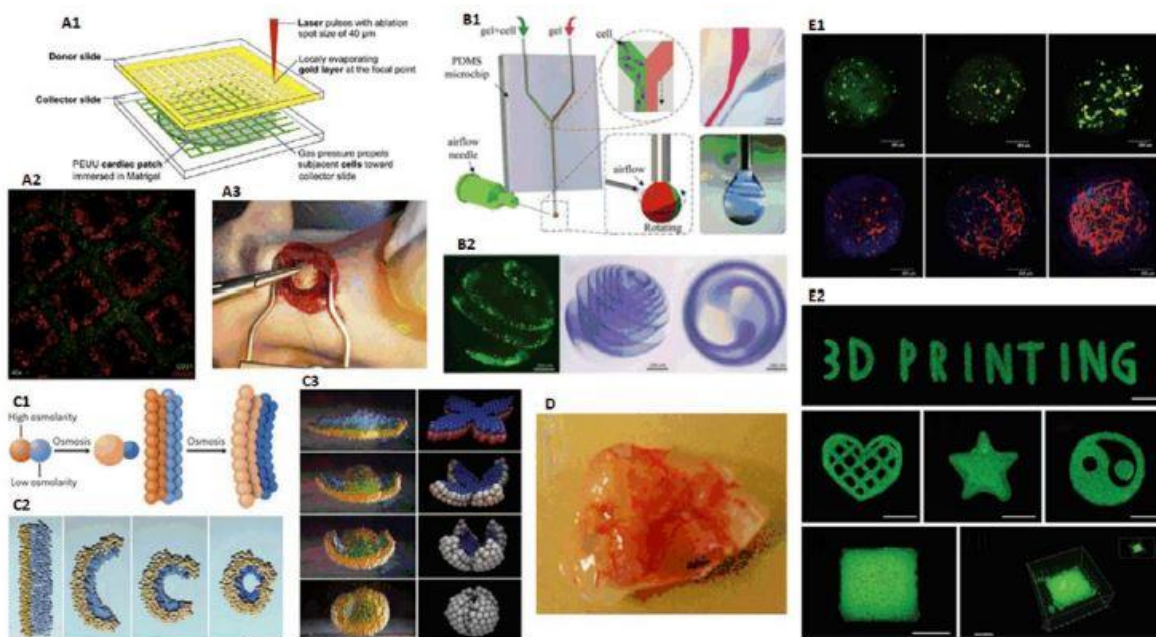 A1
Laser pulses with ablation
spot size of 40 µm
Donor slide
Locally evaporating
gold layer at the focal point
Collector slide
PEUU cardiac patch
immersed in Matrigel
Gas pressure propels
subjacent cells toward
collector slide
A2
A3
B1
gel+cell
gel
PDMS
microchip
cell
airflow
needle
airflow
Rotating
B2
C1
High osmolarity
Osmosis
Osmosis
Low osmolarity
C2
C3
D
E1
E2
3D PRINTING